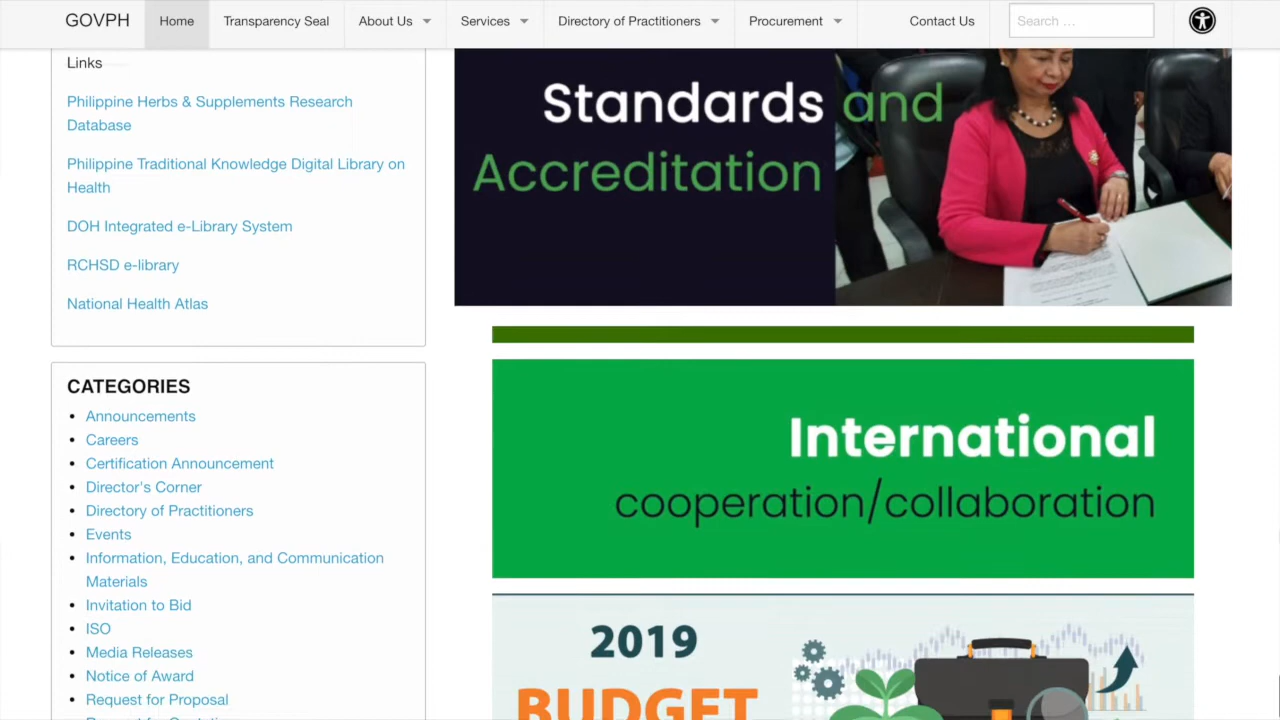 GOVPH Home Transparency Seal About Us Services Directory of Practitioners Procurement Contact Us Search ...
Links
Philippine Herbs & Supplements Research
Database
Philippine Traditional Knowledge Digital Library on
Health
DOH Integrated e-Library System
RCHSD e-library
National Health Atlas
CATEGORIES
Announcements
Careers
Certification Announcement
Director's Corner
Directory of Practitioners
Events
Information, Education, and Communication
Materials
Invitation to Bid
ISO
Media Releases
Notice of Award
Request for Proposal
Standards and
Accreditation
International
cooperation/collaboration
2019
BUDGET